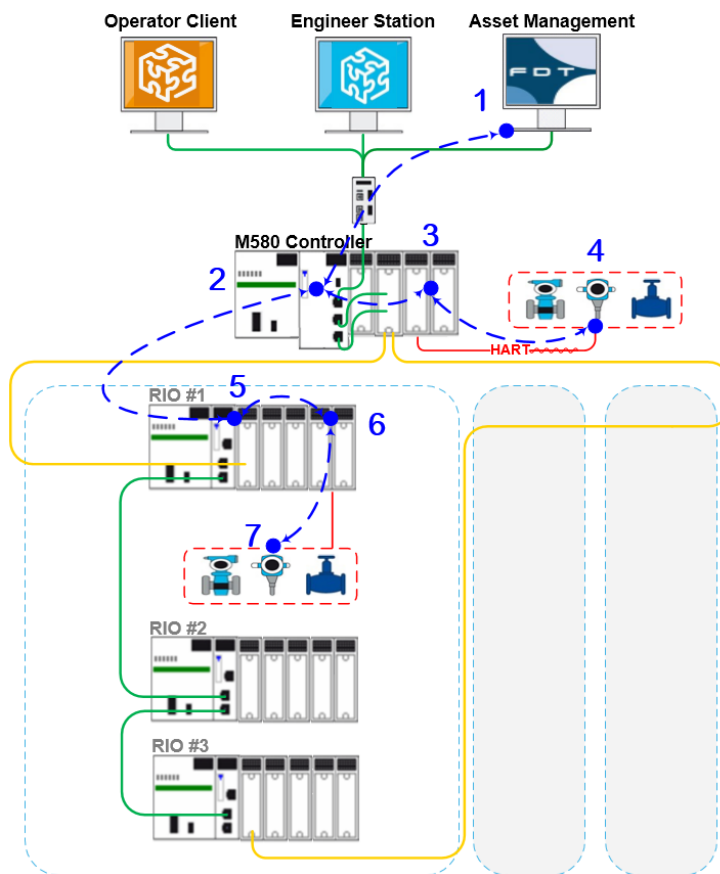 Operator Client
Engineer Station
Asset Management
FDT
1
M580 Controller
2
3
4
HART
RIO #1
5
6
7
RIO #2
RIO #3